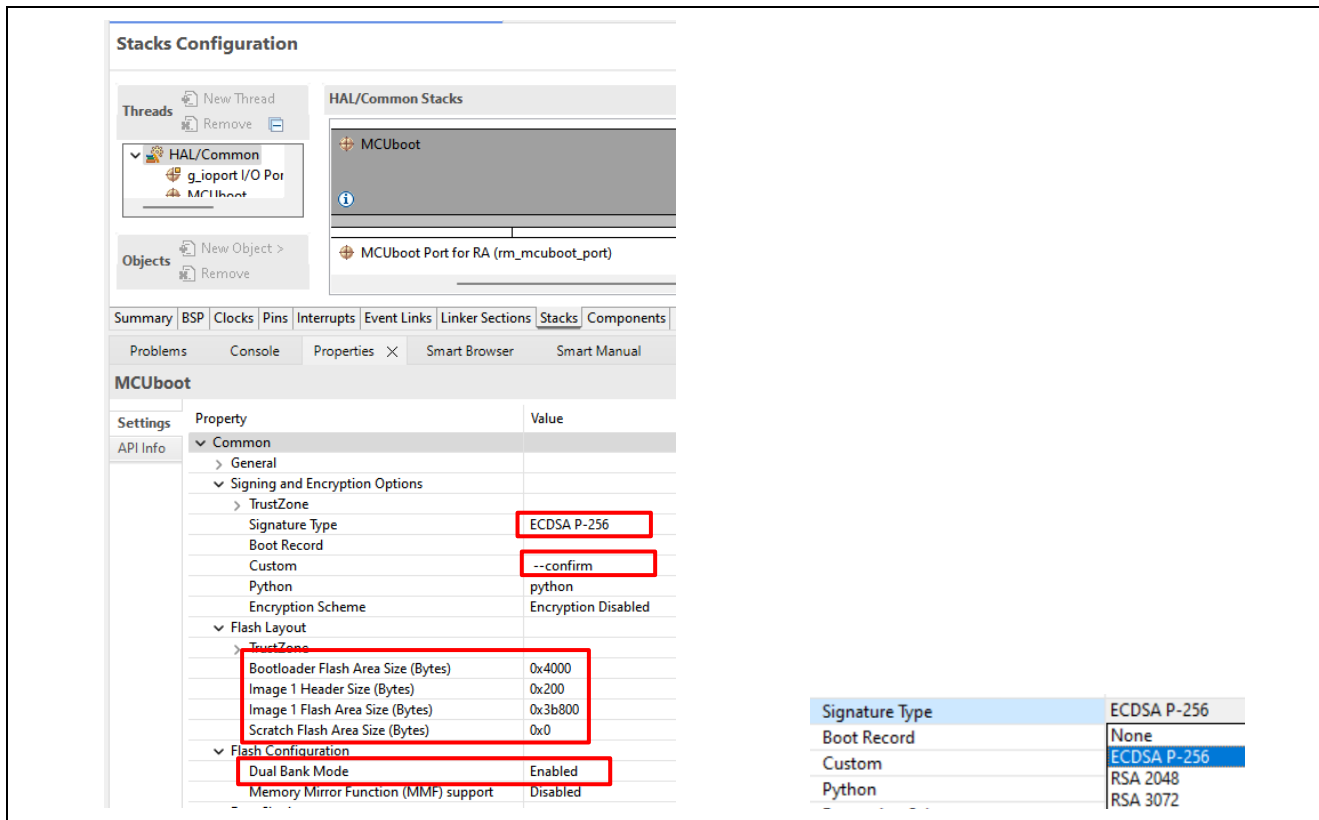 Stacks Configuration
Threads
New Thread
Remove
HAL/Common Stacks
HAL/Common
g_ioport I/O Por
MCUboot
MCUboot
Objects
New Object >
Remove
MCUboot Port for RA (rm_mcuboot_port)
Summary BSP Clocks Pins Interrupts Event Links Linker Sections Stacks Components
Problems Console Properties Smart Browser Smart Manual
MCUboot
Settings
API Info
Property Value
Common
General
Signing and Encryption Options
TrustZone
Signature Type ECDSA P-256
Boot Record
Custom --confirm
Python python
Encryption Scheme Encryption Disabled
Flash Layout
TrustZone
Bootloader Flash Area Size (Bytes) 0x4000
Image 1 Header Size (Bytes) 0x200
Image 1 Flash Area Size (Bytes) 0x3b800
Scratch Flash Area Size (Bytes) 0x0
Flash Configuration
Dual Bank Mode Enabled
Memory Mirror Function (MMF) support Disabled
Signature Type ECDSA P-256
Boot Record None
Custom ECDSA P-256
Python RSA 2048
RSA 3072